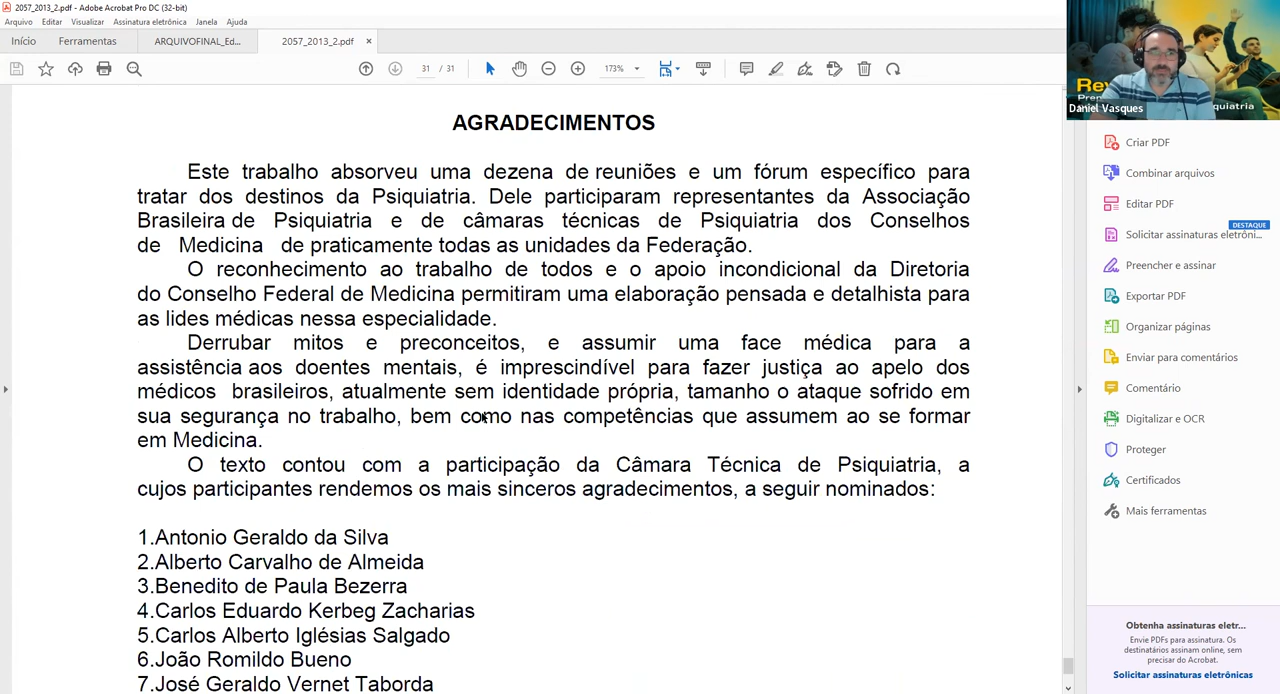 2057_2013_2.pdf - Adobe Acrobat Pro DC (32-bit)
Arquivo Editar Visualizar Assinatura eletrônica Janela Ajuda
Início Ferramentas ARQUIVOFINAL_Ed... 2057_2013_2.pdf ×
31 / 31 173%
Daniel Vasques
quiatria
AGRADECIMENTOS
Este trabalho absorveu uma dezena de reuniões e um fórum específico para
tratar dos destinos da Psiquiatria. Dele participaram representantes da Associação
Brasileira de Psiquiatria e de câmaras técnicas de Psiquiatria dos Conselhos
de Medicina de praticamente todas as unidades da Federação.
O reconhecimento ao trabalho de todos e o apoio incondicional da Diretoria
do Conselho Federal de Medicina permitiram uma elaboração pensada e detalhista para
as lides médicas nessa especialidade.
Derrubar mitos e preconceitos, e assumir uma face médica para a
assistência aos doentes mentais, é imprescindível para fazer justiça ao apelo dos
médicos brasileiros, atualmente sem identidade própria, tamanho o ataque sofrido em
sua segurança no trabalho, bem como nas competências que assumem ao se formar
em Medicina.
O texto contou com a participação da Câmara Técnica de Psiquiatria, a
cujos participantes rendemos os mais sinceros agradecimentos, a seguir nominados:
1.Antonio Geraldo da Silva
2.Alberto Carvalho de Almeida
3.Benedito de Paula Bezerra
4.Carlos Eduardo Kerbeg Zacharias
5.Carlos Alberto Iglésias Salgado
6.João Romildo Bueno
7.José Geraldo Vernet Taborda
Criar PDF
Combinar arquivos
Editar PDF
DESTAQUE
Solicitar assinaturas eletrôni...
Preencher e assinar
Exportar PDF
Organizar páginas
Enviar para comentários
Comentário
Digitalizar e OCR
Proteger
Certificados
Mais ferramentas
Obtenha assinaturas eletr...
Envie PDFs para assinatura. Os
destinatários assinam online, sem
precisar do Acrobat.
Solicitar assinaturas eletrônicas